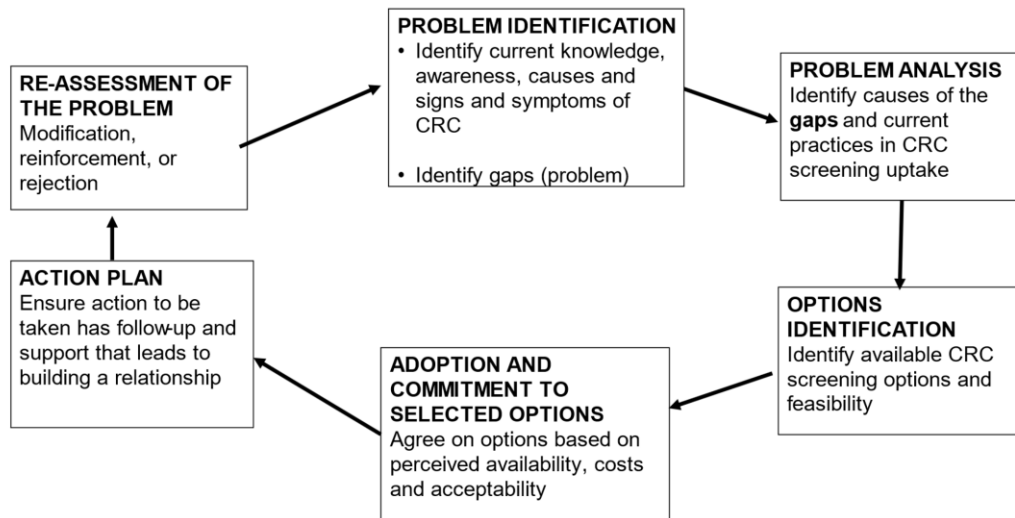 PROBLEM IDENTIFICATION
• Identify current knowledge,
awareness, causes and
signs and symptoms of
CRC
• Identify gaps (problem)
PROBLEM ANALYSIS
Identify causes of the
gaps and current
practices in CRC
screening uptake
OPTIONS
IDENTIFICATION
Identify available CRC
screening options and
feasibility
ADOPTION AND
COMMITMENT TO
SELECTED OPTIONS
Agree on options based on
perceived availability, costs
and acceptability
ACTION PLAN
Ensure action to be
taken has follow-up and
support that leads to
building a relationship
RE-ASSESSMENT OF
THE PROBLEM
Modification,
reinforcement, or
rejection